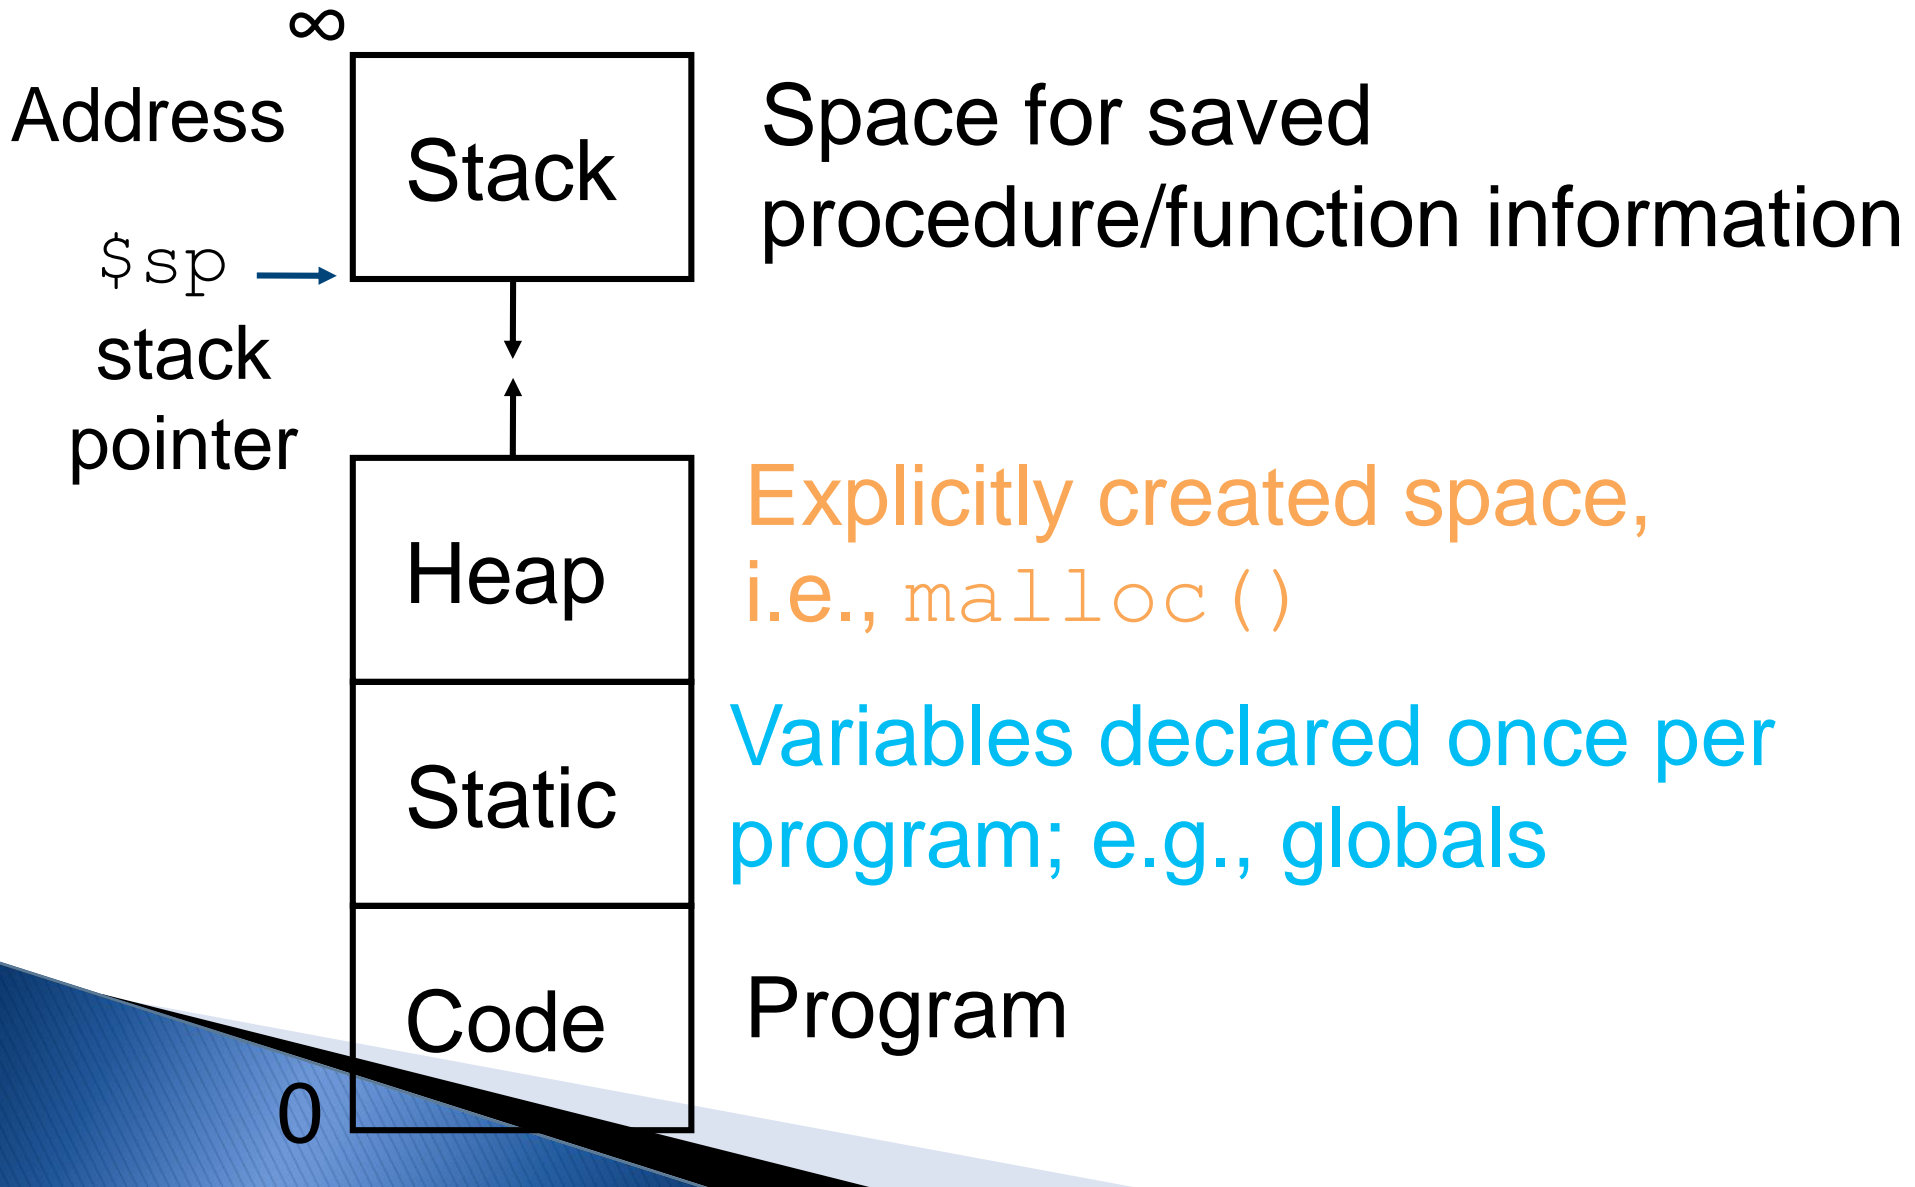 ∞
Address
Stack
Space for saved
procedure/function information
$sp
stack
pointer
Heap
Explicitly created space,
i.e., malloc()
Static
Variables declared once per
program; e.g., globals
Code
Program
0